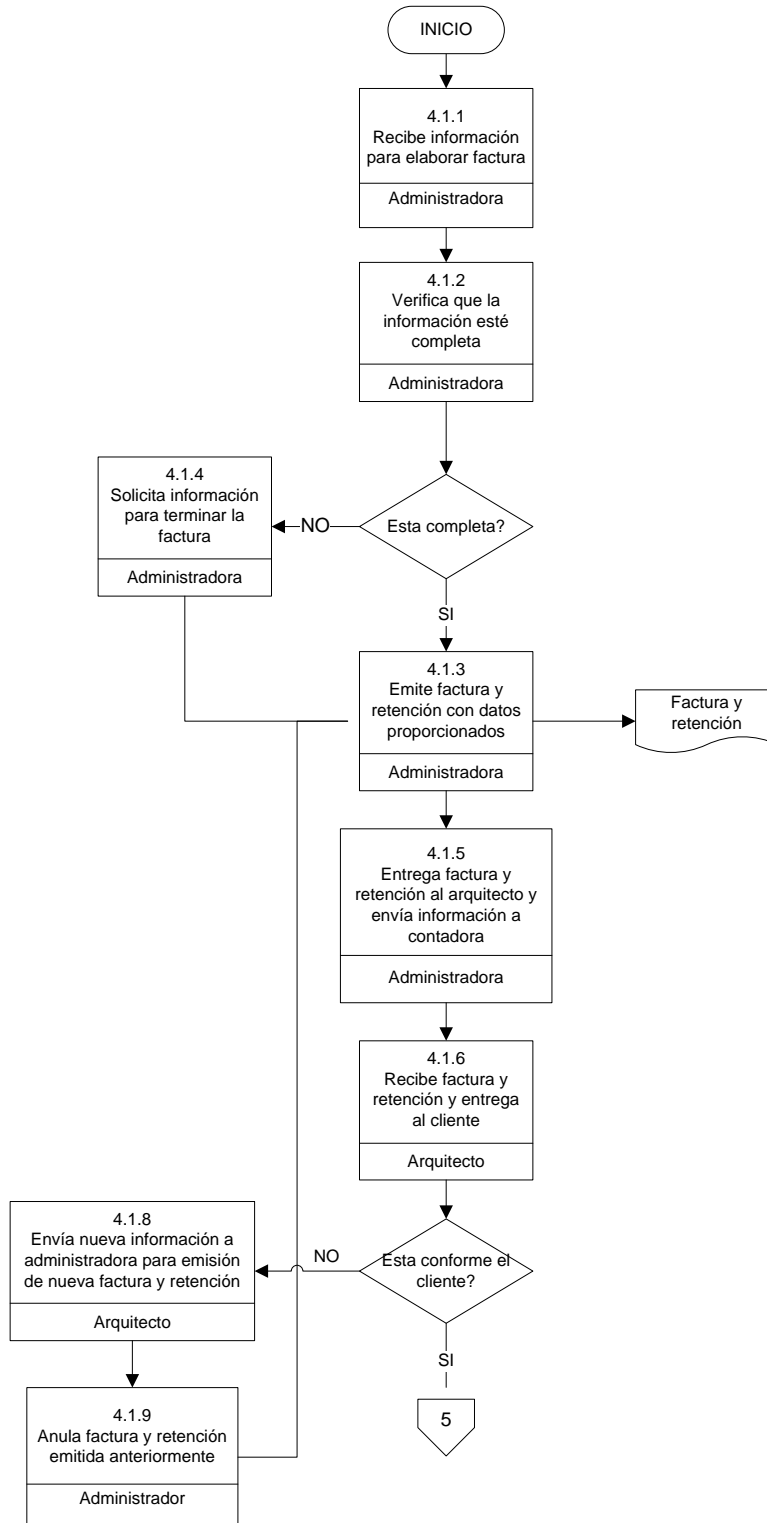 INICIO
4.1.1
Recibe información
para elaborar factura
Administradora
4.1.2
Verifica que la
información esté
completa
Administradora
4.1.4
Solicita información
para terminar la
factura
Administradora
NO
Esta completa?
SI
4.1.3
Emite factura y
retención con datos
proporcionados
Administradora
Factura y
retención
4.1.5
Entrega factura y
retención al arquitecto y
envía información a
contadora
Administradora
4.1.6
Recibe factura y
retención y entrega
al cliente
Arquitecto
4.1.8
Envía nueva información a
administradora para emisión
de nueva factura y retención
Arquitecto
NO
Esta conforme el
cliente?
SI
5
4.1.9
Anula factura y retención
emitida anteriormente
Administrador